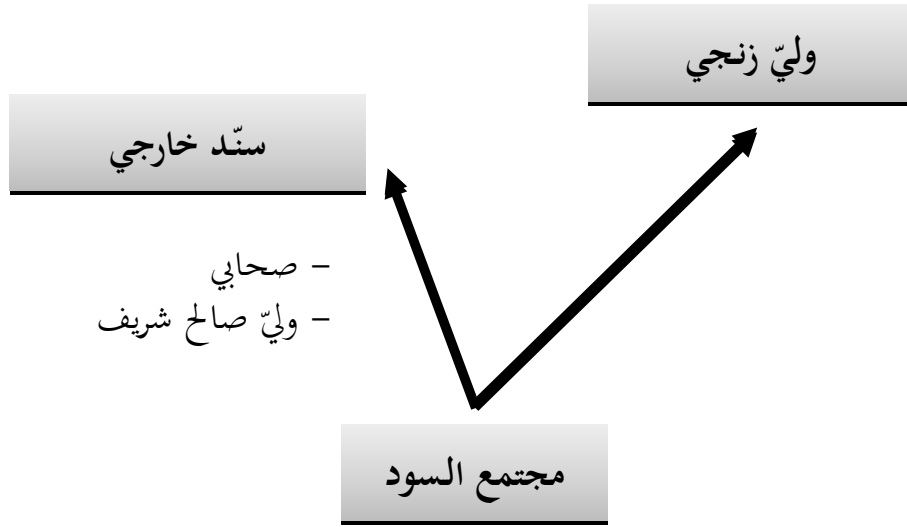 وليّ زنجي
سنّد خارجي
– صحابي
– وليّ صالح شريف
مجتمع السود